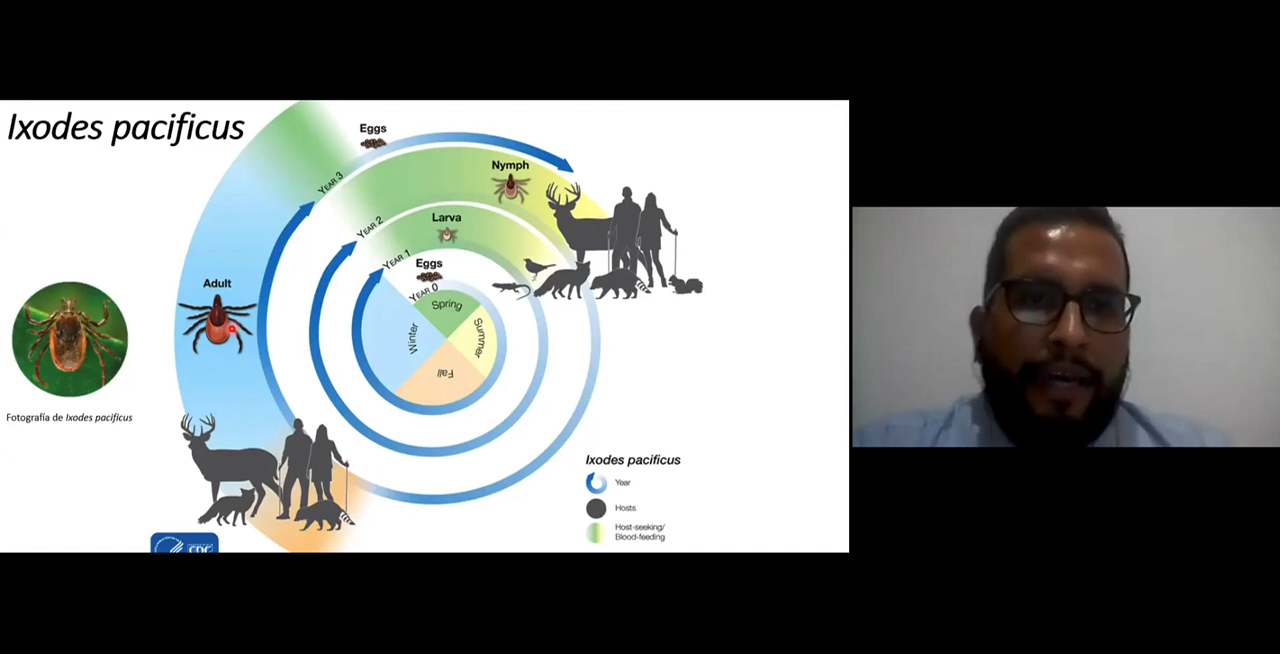 Ixodes pacificus
Eggs
Nymph
YEAR 3
Larva
YEAR 2
YEAR 1
Eggs
YEAR 0
Spring
Summer
Fall
Winter
Adult
Fotografía de Ixodes pacificus
Ixodes pacificus
Year
Hosts
Host-seeking/
Blood-feeding
CDC